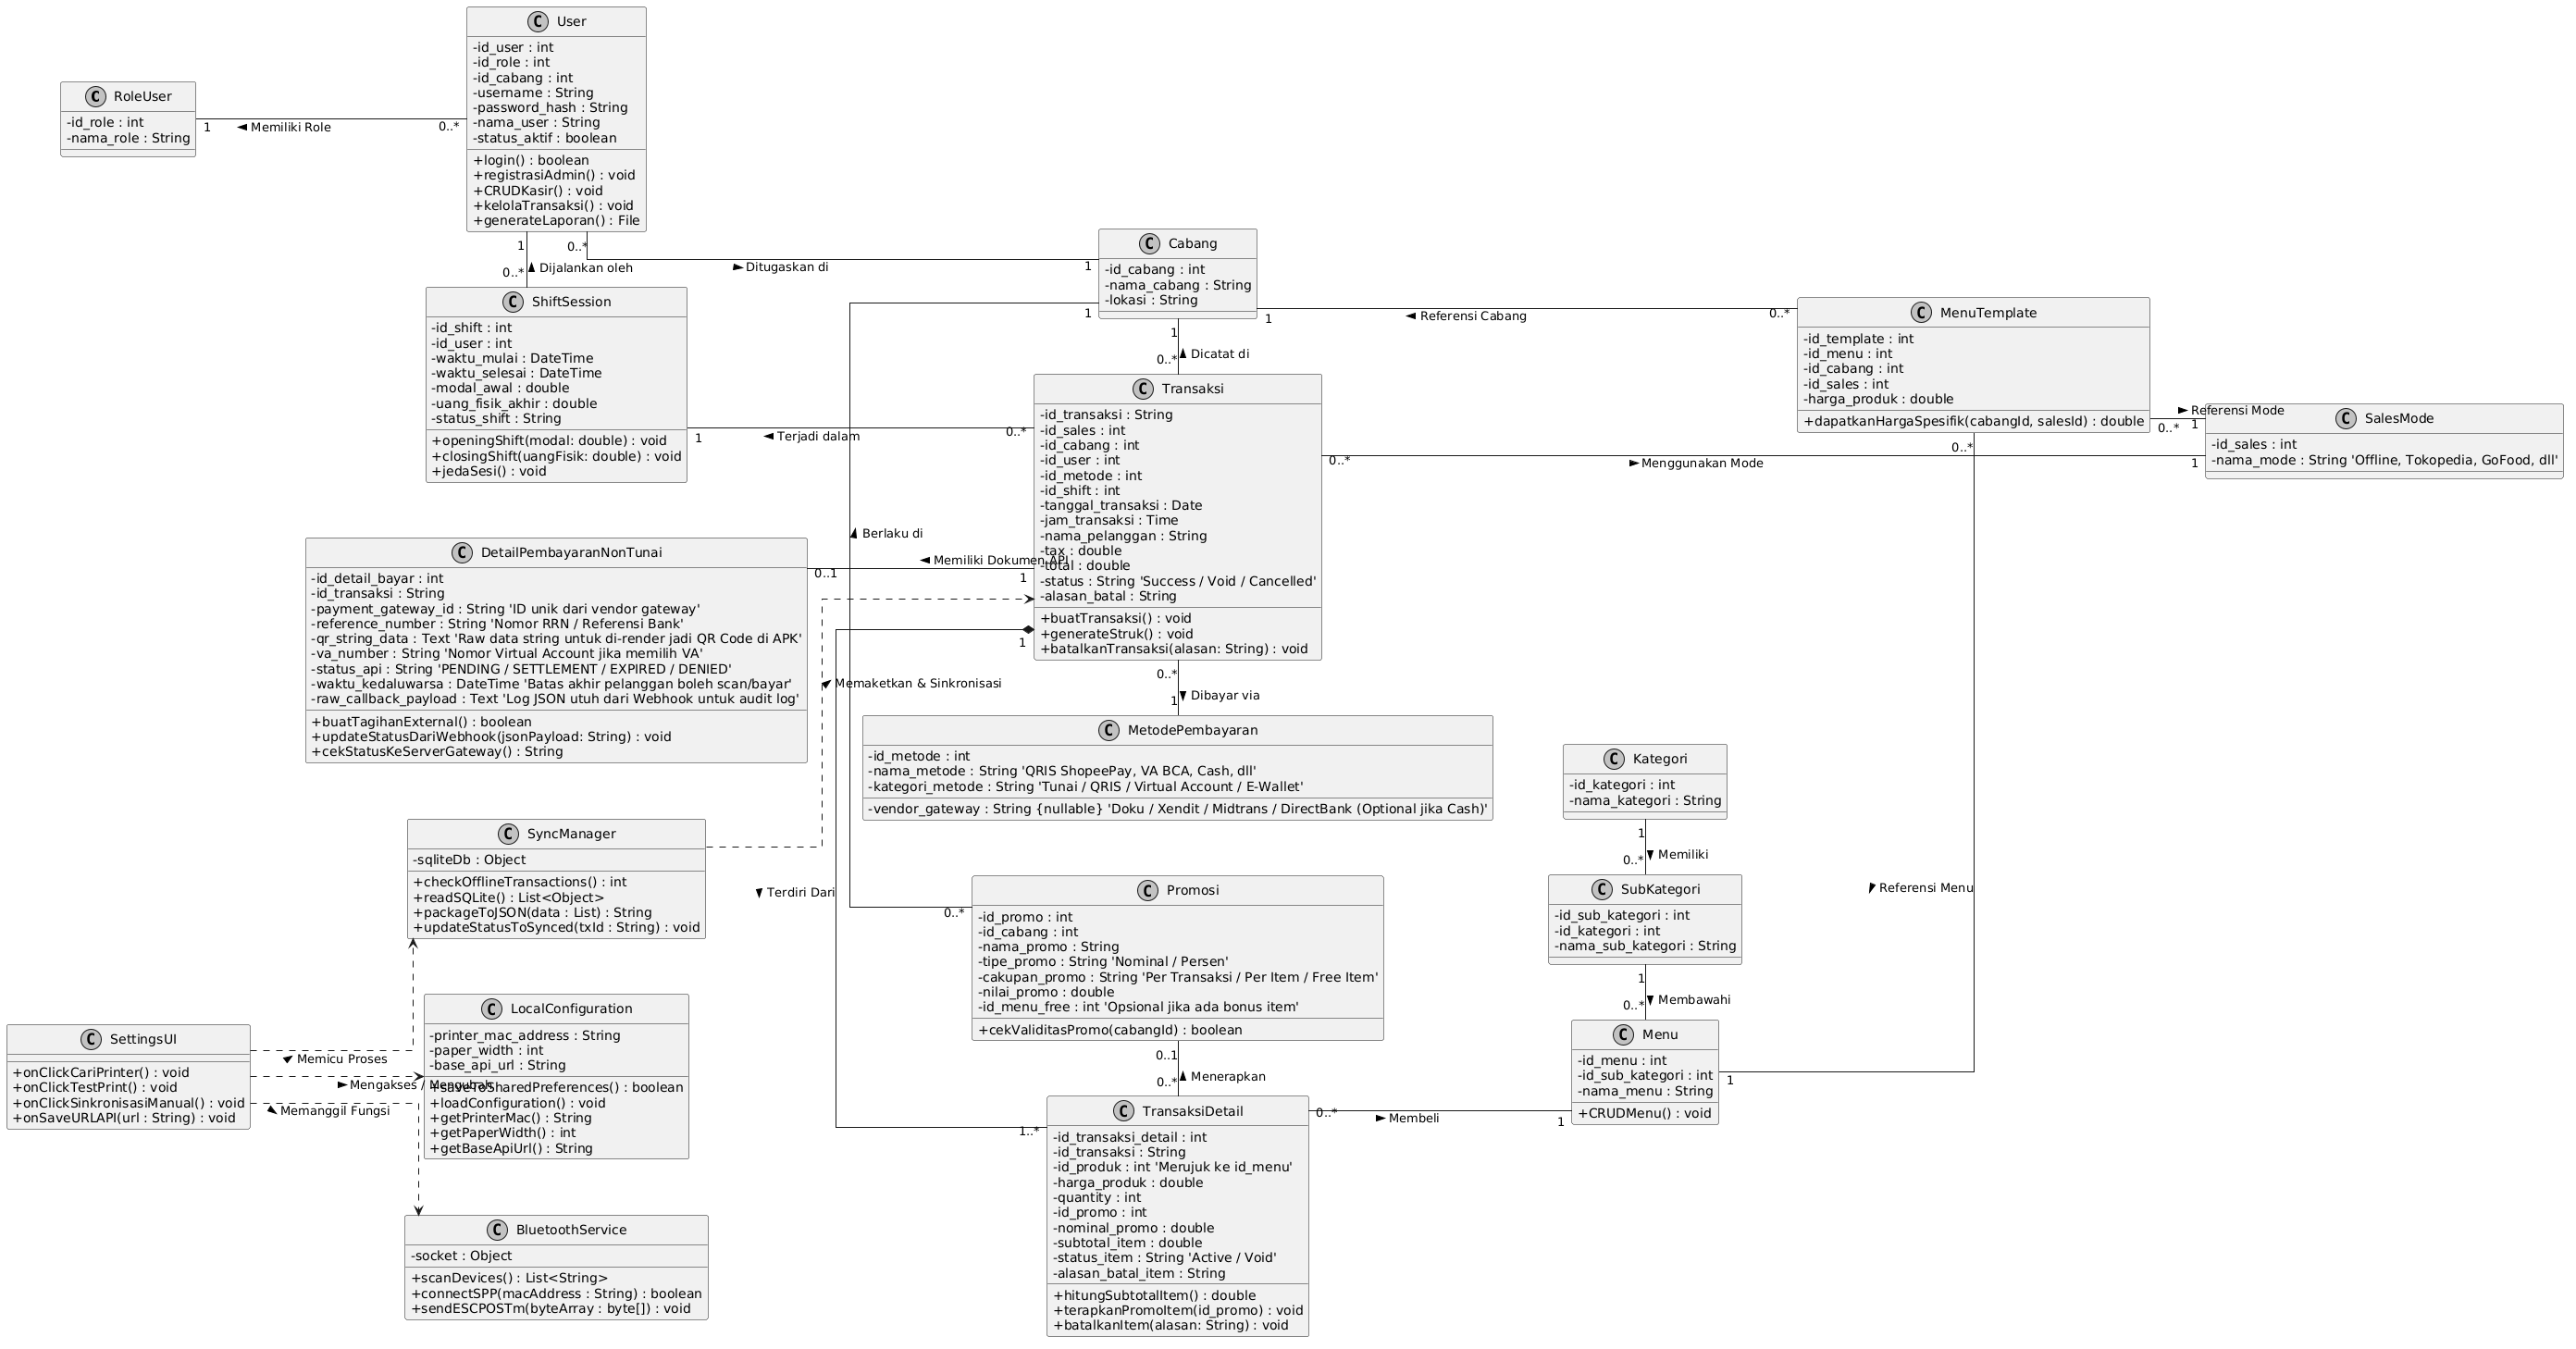 C User
-id_user : int
-id_role : int
-id_cabang : int
-username : String
-password_hash : String
-nama_user : String
-status_aktif : boolean
+login() : boolean
+registrasiAdmin() : void
+CRUDKasir() : void
+kelolaTransaksi() : void
+generateLaporan() : File
C RoleUser
-id_role : int
-nama_role : String
1
◄ Memiliki Role
0..*
1
0..*
▲ Dijalankan oleh
0..*
► Ditugaskan di
1
C Cabang
-id_cabang : int
-nama_cabang : String
-lokasi : String
C ShiftSession
-id_shift : int
-id_user : int
-waktu_mulai : DateTime
-waktu_selesai : DateTime
-modal_awal : double
-uang_fisik_akhir : double
-status_shift : String
+openingShift(modal: double) : void
+closingShift(uangFisik: double) : void
+jedaSesi() : void
1
1
◄ Referensi Cabang
0..*
C MenuTemplate
-id_template : int
-id_menu : int
-id_cabang : int
-id_sales : int
-harga_produk : double
+dapatkanHargaSpesifik(cabangId, salesId) : double
1
0..*
▲ Dicatat di
C Transaksi
-id_transaksi : String
-id_sales : int
-id_cabang : int
-id_user : int
-id_metode : int
-id_shift : int
-tanggal_transaksi : Date
-jam_transaksi : Time
-nama_pelanggan : String
-tax : double
-total : double
-status : String 'Success / Void / Cancelled'
-alasan_batal : String
+buatTransaksi() : void
+generateStruk() : void
+batalkanTransaksi(alasan: String) : void
1
◄ Terjadi dalam
0..*
► Referensi Mode
0..*
1
C SalesMode
-id_sales : int
-nama_mode : String 'Offline, Tokopedia, GoFood, dll'
0..*
► Menggunakan Mode
1
0..*
▲ Berlaku di
C DetailPembayaranNonTunai
-id_detail_bayar : int
-id_transaksi : String
-payment_gateway_id : String 'ID unik dari vendor gateway'
-reference_number : String 'Nomor RRN / Referensi Bank'
-qr_string_data : Text 'Raw data string untuk di-render jadi QR Code di APK'
-va_number : String 'Nomor Virtual Account jika memilih VA'
-status_api : String 'PENDING / SETTLEMENT / EXPIRED / DENIED'
-waktu_kedaluwarsa : DateTime 'Batas akhir pelanggan boleh scan/bayar'
-raw_callback_payload : Text 'Log JSON utuh dari Webhook untuk audit log'
+buatTagihanExternal() : boolean
+updateStatusDariWebhook(jsonPayload: String) : void
+cekStatusKeServerGateway() : String
0..1
◄ Memiliki Dokumen API
1
1
Memaketkan & Sinkronisasi
0..*
▼ Dibayar via
1
C MetodePembayaran
-id_metode : int
-nama_metode : String 'QRIS ShopeePay, VA BCA, Cash, dll'
-kategori_metode : String 'Tunai / QRIS / Virtual Account / E-Wallet'
-vendor_gateway : String {nullable} 'Doku / Xendit / Midtrans / DirectBank (Optional jika Cash)'
C Kategori
-id_kategori : int
-nama_kategori : String
1
0..*
▼ Memiliki
C SyncManager
-sqliteDb : Object
+checkOfflineTransactions() : int
+readSQLite() : List<Object>
+packageToJSON(data : List) : String
+updateStatusToSynced(txId : String) : void
▼ Terdiri Dari
C Promosi
-id_promo : int
-id_cabang : int
-nama_promo : String
-tipe_promo : String 'Nominal / Persen'
-cakupan_promo : String 'Per Transaksi / Per Item / Free Item'
-nilai_promo : double
-id_menu_free : int 'Opsional jika ada bonus item'
+cekValiditasPromo(cabangId) : boolean
0..*
C SubKategori
-id_sub_kategori : int
-id_kategori : int
-nama_sub_kategori : String
Referensi Menu
1
0..*
▼ Membawahi
C Menu
-id_menu : int
-id_sub_kategori : int
-nama_menu : String
+CRUDMenu() : void
1
C SettingsUI
+onClickCariPrinter() : void
+onClickTestPrint() : void
+onClickSinkronisasiManual() : void
+onSaveURLAPI(url : String) : void
Memicu Proses
► Mengakses / Mengubah
Memanggil Fungsi
C LocalConfiguration
-printer_mac_address : String
-paper_width : int
-base_api_url : String
+saveToSharedPreferences() : boolean
+loadConfiguration() : void
+getPrinterMac() : String
+getPaperWidth() : int
+getBaseApiUrl() : String
0..1
0..*
▲ Menerapkan
1..*
C TransaksiDetail
-id_transaksi_detail : int
-id_transaksi : String
-id_produk : int 'Merujuk ke id_menu'
-harga_produk : double
-quantity : int
-id_promo : int
-nominal_promo : double
-subtotal_item : double
-status_item : String 'Active / Void'
-alasan_batal_item : String
+hitungSubtotalItem() : double
+terapkanPromoItem(id_promo) : void
+batalkanItem(alasan: String) : void
0..*
► Membeli
1
C BluetoothService
-socket : Object
+scanDevices() : List<String>
+connectSPP(macAddress : String) : boolean
+sendESCPOSTm(byteArray : byte[]) : void